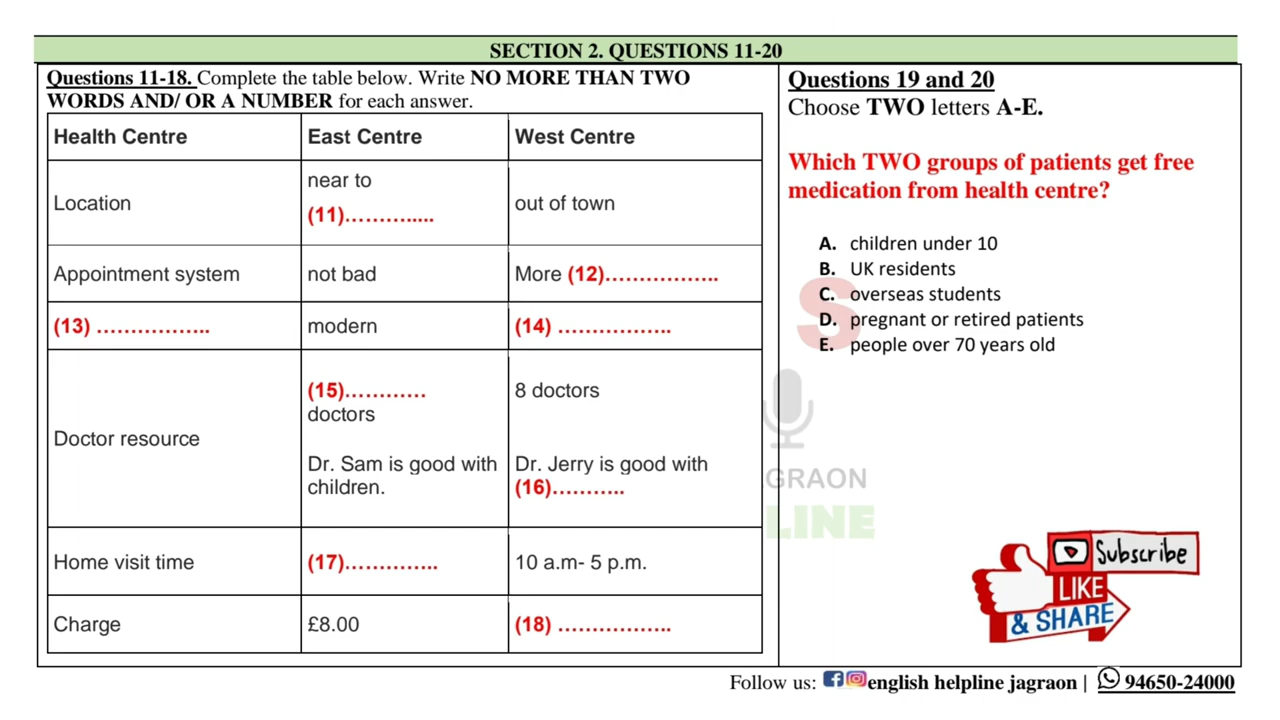 SECTION 2. QUESTIONS 11-20
Questions 11-18. Complete the table below. Write NO MORE THAN TWO
WORDS AND/ OR A NUMBER for each answer.
Health Centre East Centre West Centre
Location near to
(11)………..... out of town
Appointment system not bad More (12)……………..
(13) …………….. modern (14) ……………..
Doctor resource
(15)…………
doctors
Dr. Sam is good with
children.
8 doctors
Dr. Jerry is good with
(16)………..
Home visit time (17)………….. 10 a.m- 5 p.m.
Charge £8.00 (18) ……………..
Questions 19 and 20
Choose TWO letters A-E.
Which TWO groups of patients get free
medication from health centre?
A. children under 10
B. UK residents
C. overseas students
D. pregnant or retired patients
E. people over 70 years old
S
GRAON
LINE
Subscribe
LIKE
& SHARE
Follow us: english helpline jagraon | 94650-24000